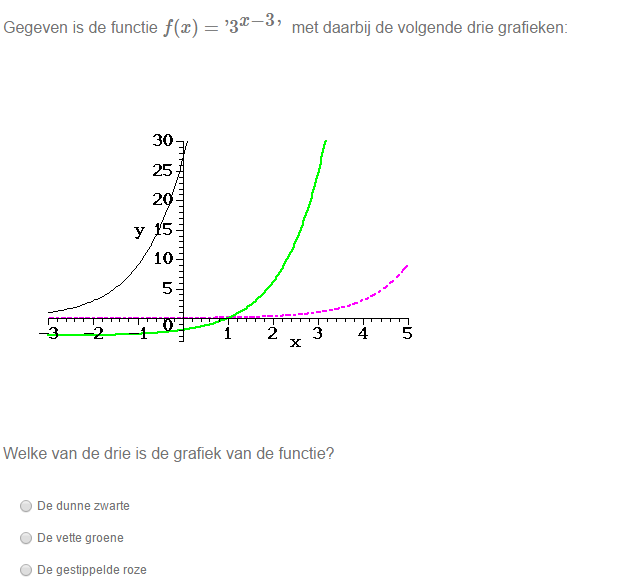 Gegeven is de functie f(x) = ’3^{x−3}, met daarbij de volgende drie grafieken:
30
25
20
y 15
10
5
0
-3 -2 -1 1 2 3 4 5
x
Welke van de drie is de grafiek van de functie?
De dunne zwarte
De vette groene
De gestippelde roze